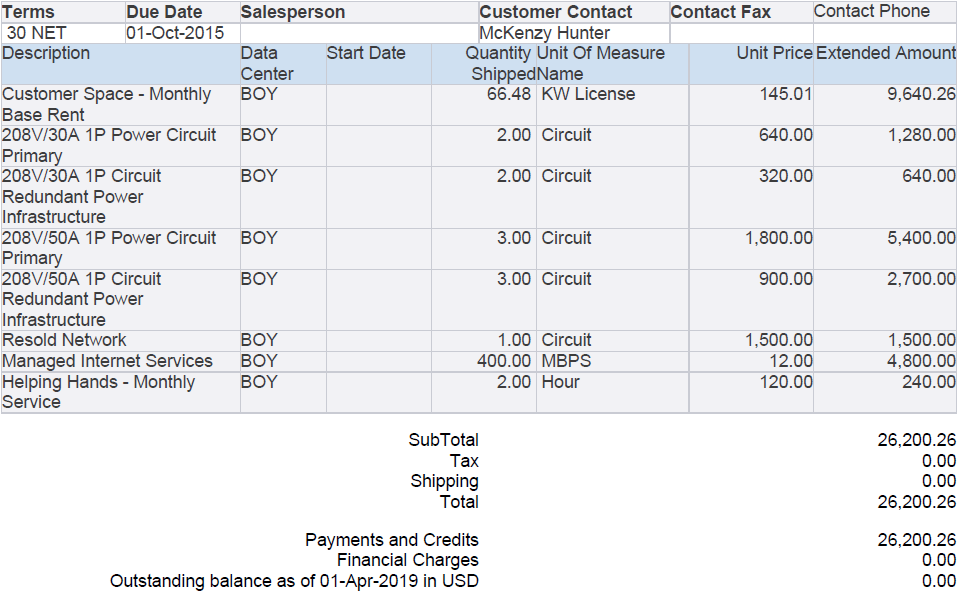 Terms Due Date Salesperson Customer Contact Contact Fax Contact Phone
30 NET 01-Oct-2015 McKenzy Hunter
Description Data Start Date Quantity Unit Of Measure Unit Price Extended Amount
Center Shipped Name
Customer Space - Monthly BOY 66.48 KW License 145.01 9,640.26
Base Rent
208V/30A 1P Power Circuit BOY 2.00 Circuit 640.00 1,280.00
Primary
208V/30A 1P Circuit BOY 2.00 Circuit 320.00 640.00
Redundant Power
Infrastructure
208V/50A 1P Power Circuit BOY 3.00 Circuit 1,800.00 5,400.00
Primary
208V/50A 1P Circuit BOY 3.00 Circuit 900.00 2,700.00
Redundant Power
Infrastructure
Resold Network BOY 1.00 Circuit 1,500.00 1,500.00
Managed Internet Services BOY 400.00 MBPS 12.00 4,800.00
Helping Hands - Monthly BOY 2.00 Hour 120.00 240.00
Service
SubTotal 26,200.26
Tax 0.00
Shipping 0.00
Total 26,200.26
Payments and Credits 26,200.26
Financial Charges 0.00
Outstanding balance as of 01-Apr-2019 in USD 0.00